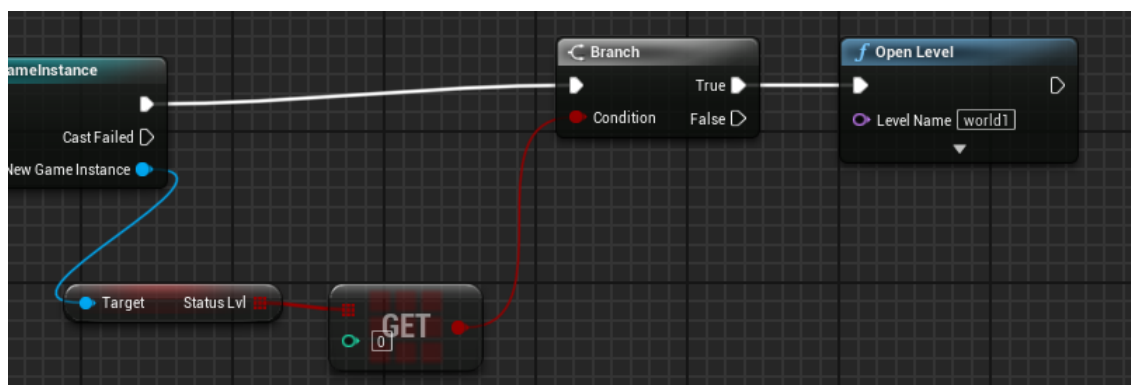 ameInstance
Cast Failed
New Game Instance
Target
Status Lvl
GET
0
Branch
True
Condition
False
f Open Level
Level Name world1